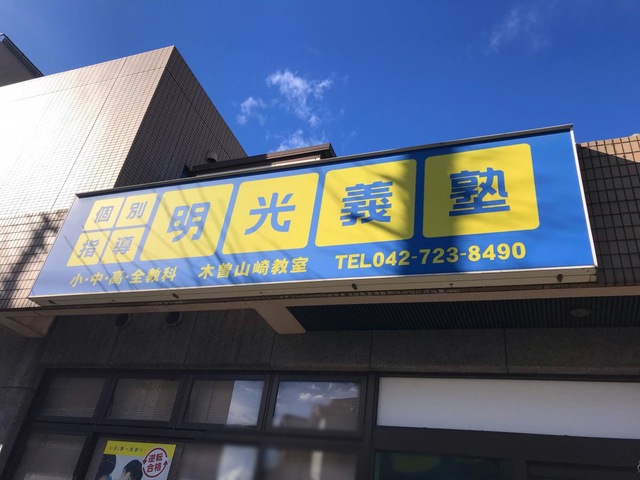 個別
指導
明光義塾
小・中・高・全教科 木曽山崎教室 TEL042-723-8490
逆転
合格